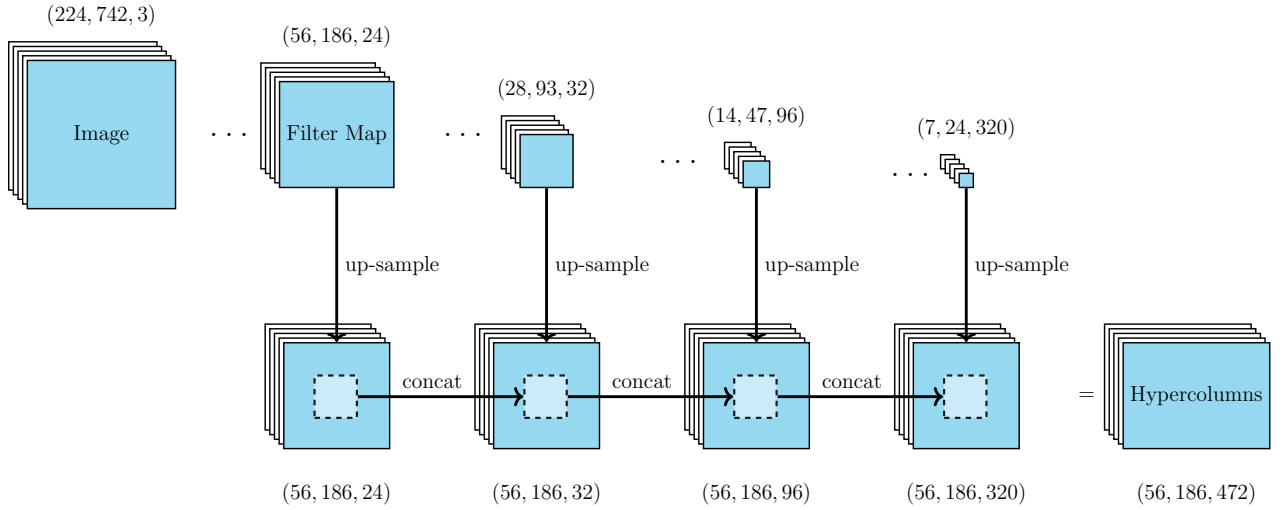 (224, 742, 3)
(56, 186, 24)
(28, 93, 32)
(14, 47, 96)
(7, 24, 320)
Image
. . .
Filter Map
. . .
. . .
. . .
up-sample
up-sample
up-sample
up-sample
concat
concat
concat
=
Hypercolumns
(56, 186, 24)
(56, 186, 32)
(56, 186, 96)
(56, 186, 320)
(56, 186, 472)